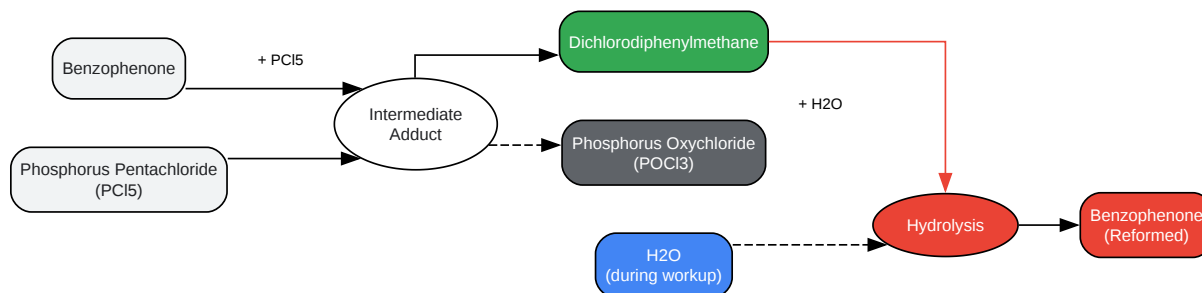 Benzophenone
+ PCl5
Dichlorodiphenylmethane
Intermediate
Adduct
+ H2O
Phosphorus Pentachloride
(PCl5)
Phosphorus Oxychloride
(POCl3)
H2O
(during workup)
Hydrolysis
Benzophenone
(Reformed)